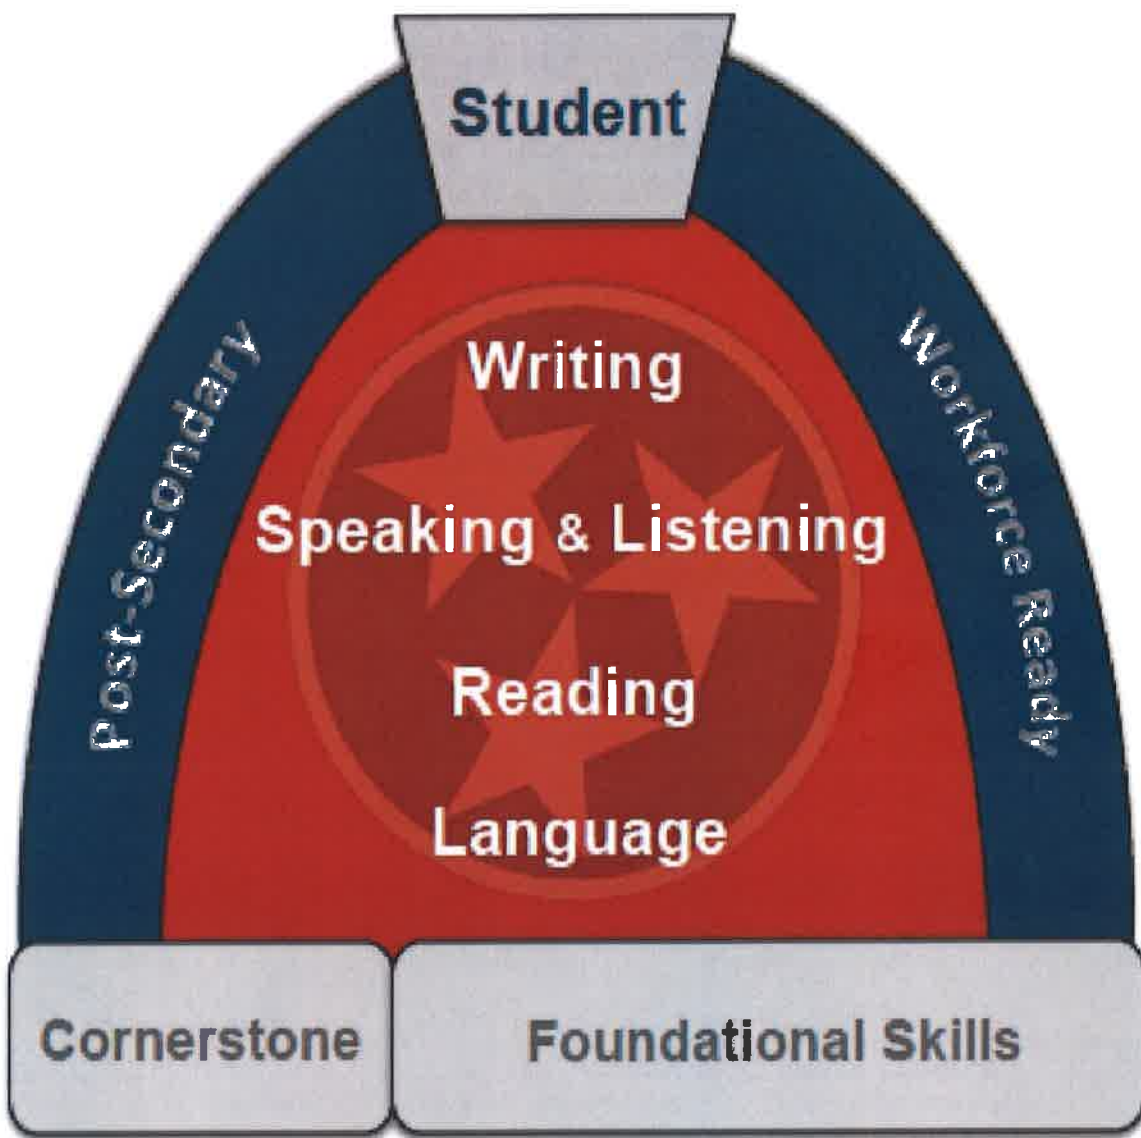 Student
Post-Secondary
Workforce Ready
Writing
Speaking & Listening
Reading
Language
Cornerstone
Foundational Skills